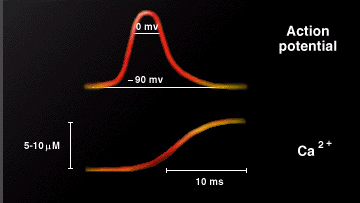 0 mv
Action
potential
–90 mv
5-10 μM
Ca 2+
10 ms